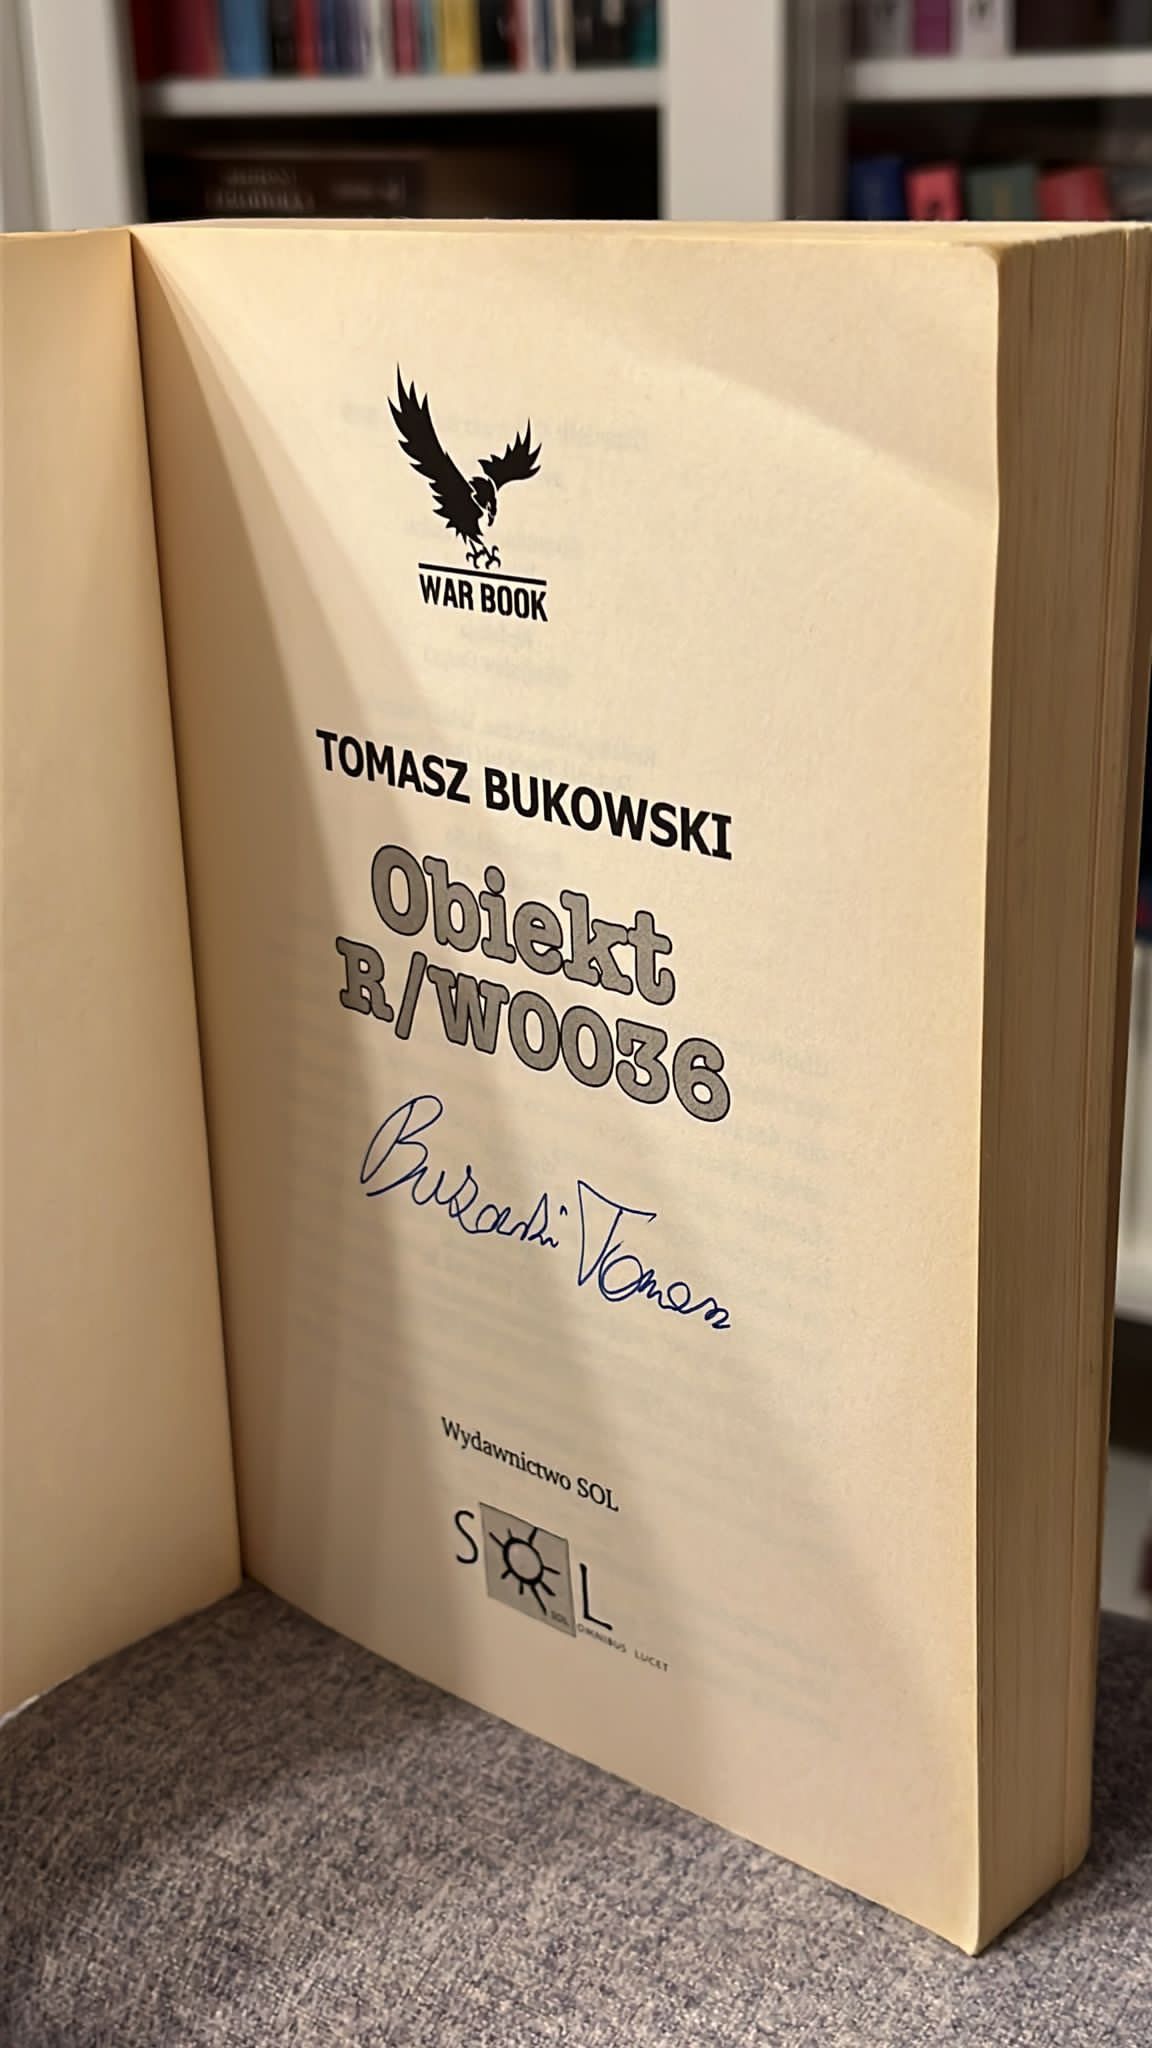 WAR BOOK
TOMASZ BUKOWSKI
Obiekt
R/W0036
Bukowski Tomasz
Wydawnictwo SOL
SOL
SOL OMNIBUS LUCET